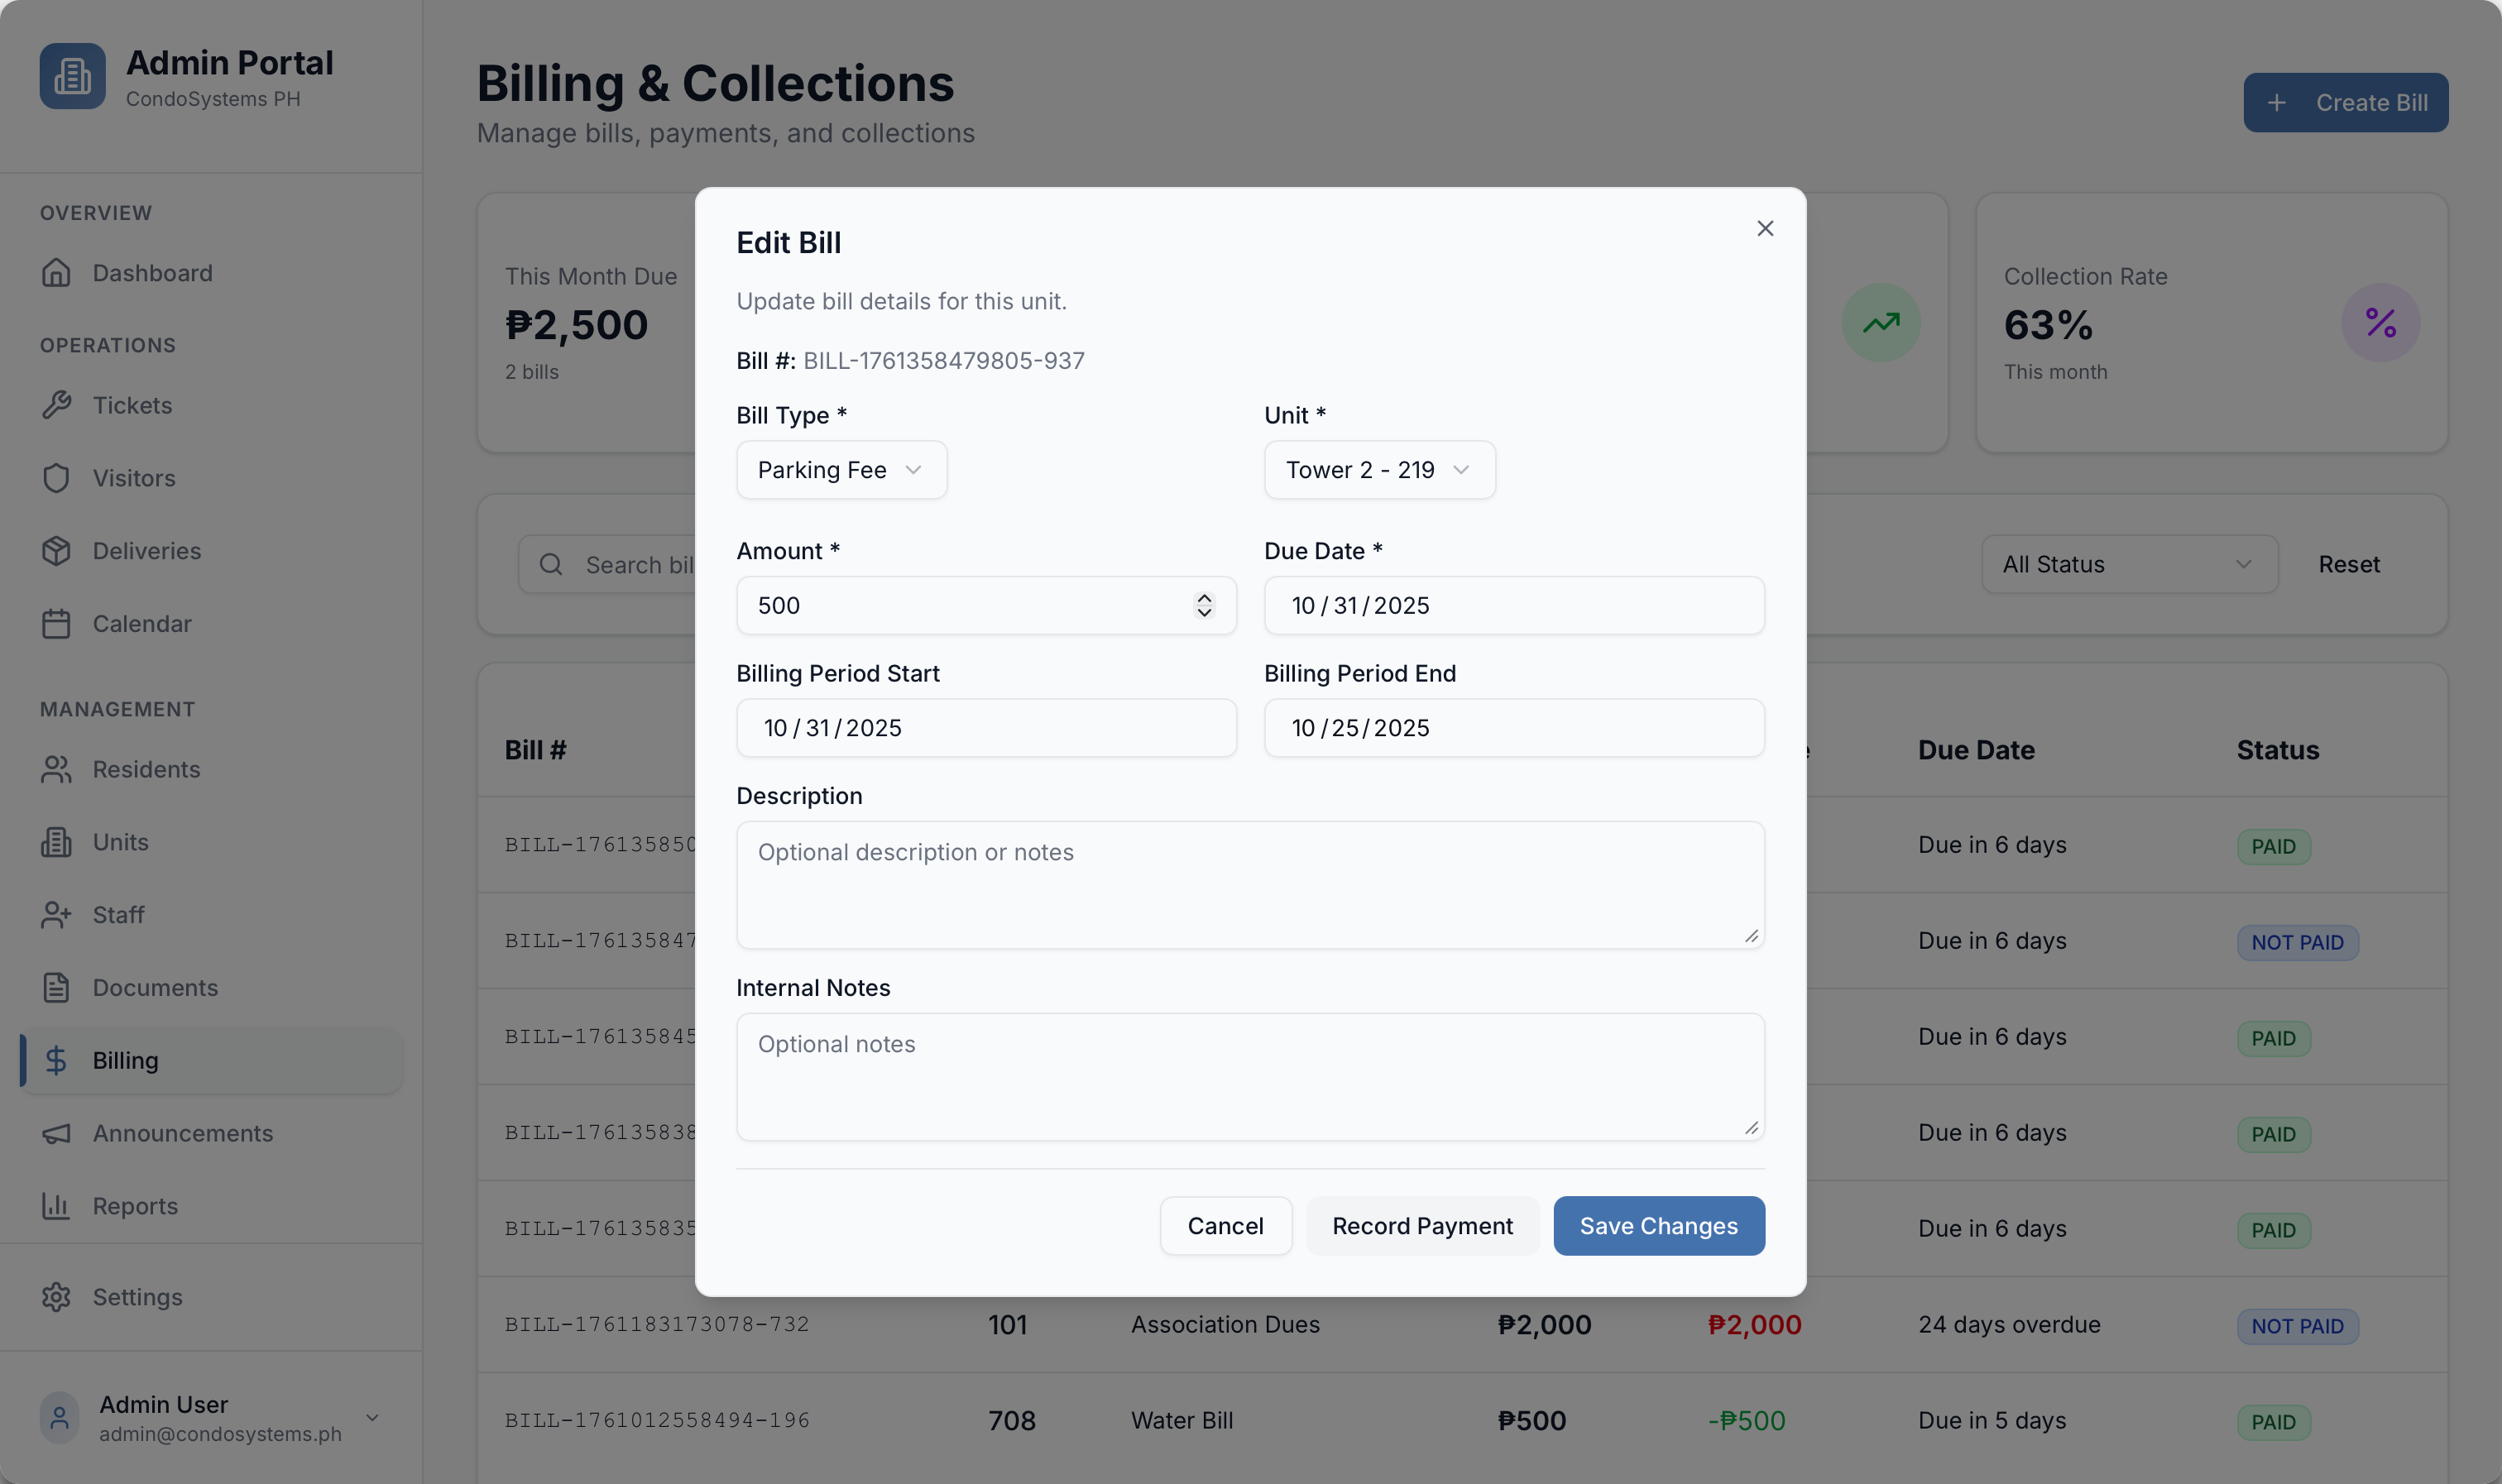 Admin Portal
CondoSystems PH
OVERVIEW
Dashboard
OPERATIONS
Tickets
Visitors
Deliveries
Calendar
MANAGEMENT
Residents
Units
Staff
Documents
Billing
Announcements
Reports
Settings
Admin User
admin@condosystems.ph
Billing & Collections
Manage bills, payments, and collections
+ Create Bill
This Month Due
₱2,500
2 bills
Collection Rate
63%
This month
Search bil
All Status
Reset
Bill # Due Date Status
BILL-176135850 Due in 6 days PAID
BILL-176135847 Due in 6 days NOT PAID
BILL-176135845 Due in 6 days PAID
BILL-176135838 Due in 6 days PAID
BILL-176135835 Due in 6 days PAID
BILL-1761183173078-732 101 Association Dues ₱2,000 ₱2,000 24 days overdue NOT PAID
BILL-1761012558494-196 708 Water Bill ₱500 -₱500 Due in 5 days PAID
Edit Bill
Update bill details for this unit.
Bill #: BILL-1761358479805-937
Bill Type * Unit *
Parking Fee Tower 2 - 219
Amount * Due Date *
500 10/31/2025
Billing Period Start Billing Period End
10/31/2025 10/25/2025
Description
Optional description or notes
Internal Notes
Optional notes
Cancel Record Payment Save Changes